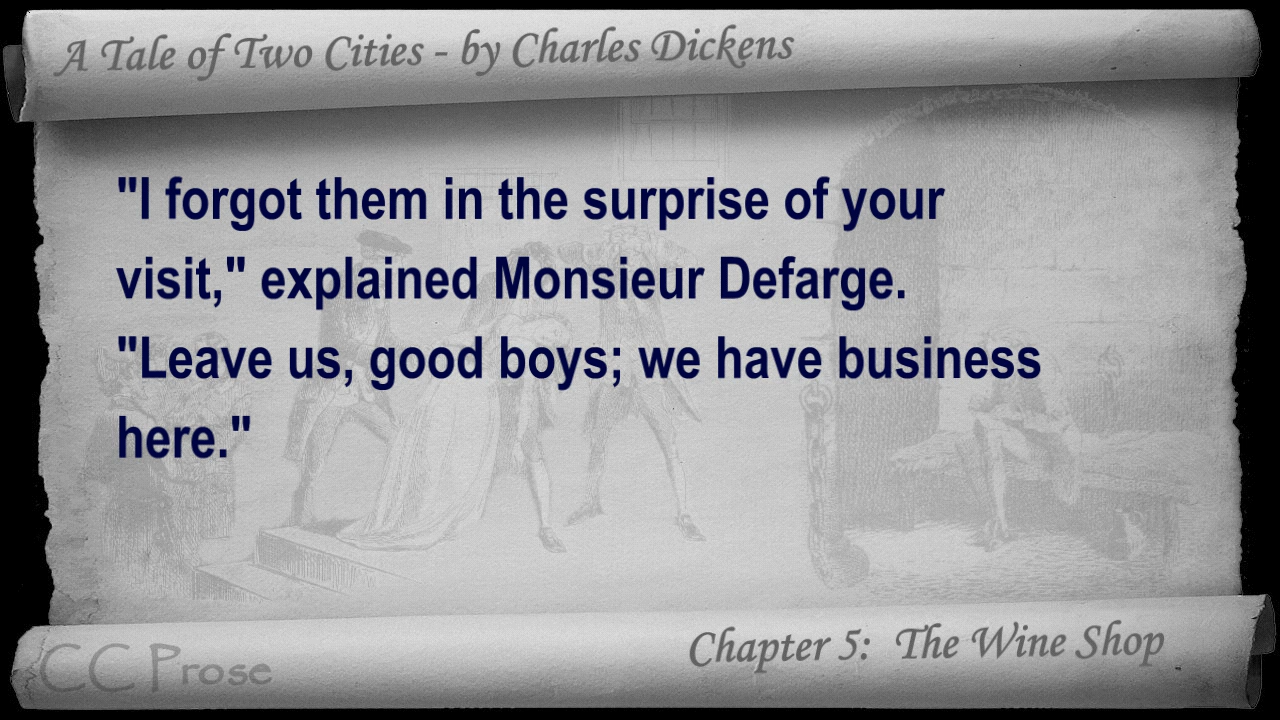 A Tale of Two Cities - by Charles Dickens
"I forgot them in the surprise of your
visit," explained Monsieur Defarge.
"Leave us, good boys; we have business
here."
Chapter 5: The Wine Shop
CC Prose